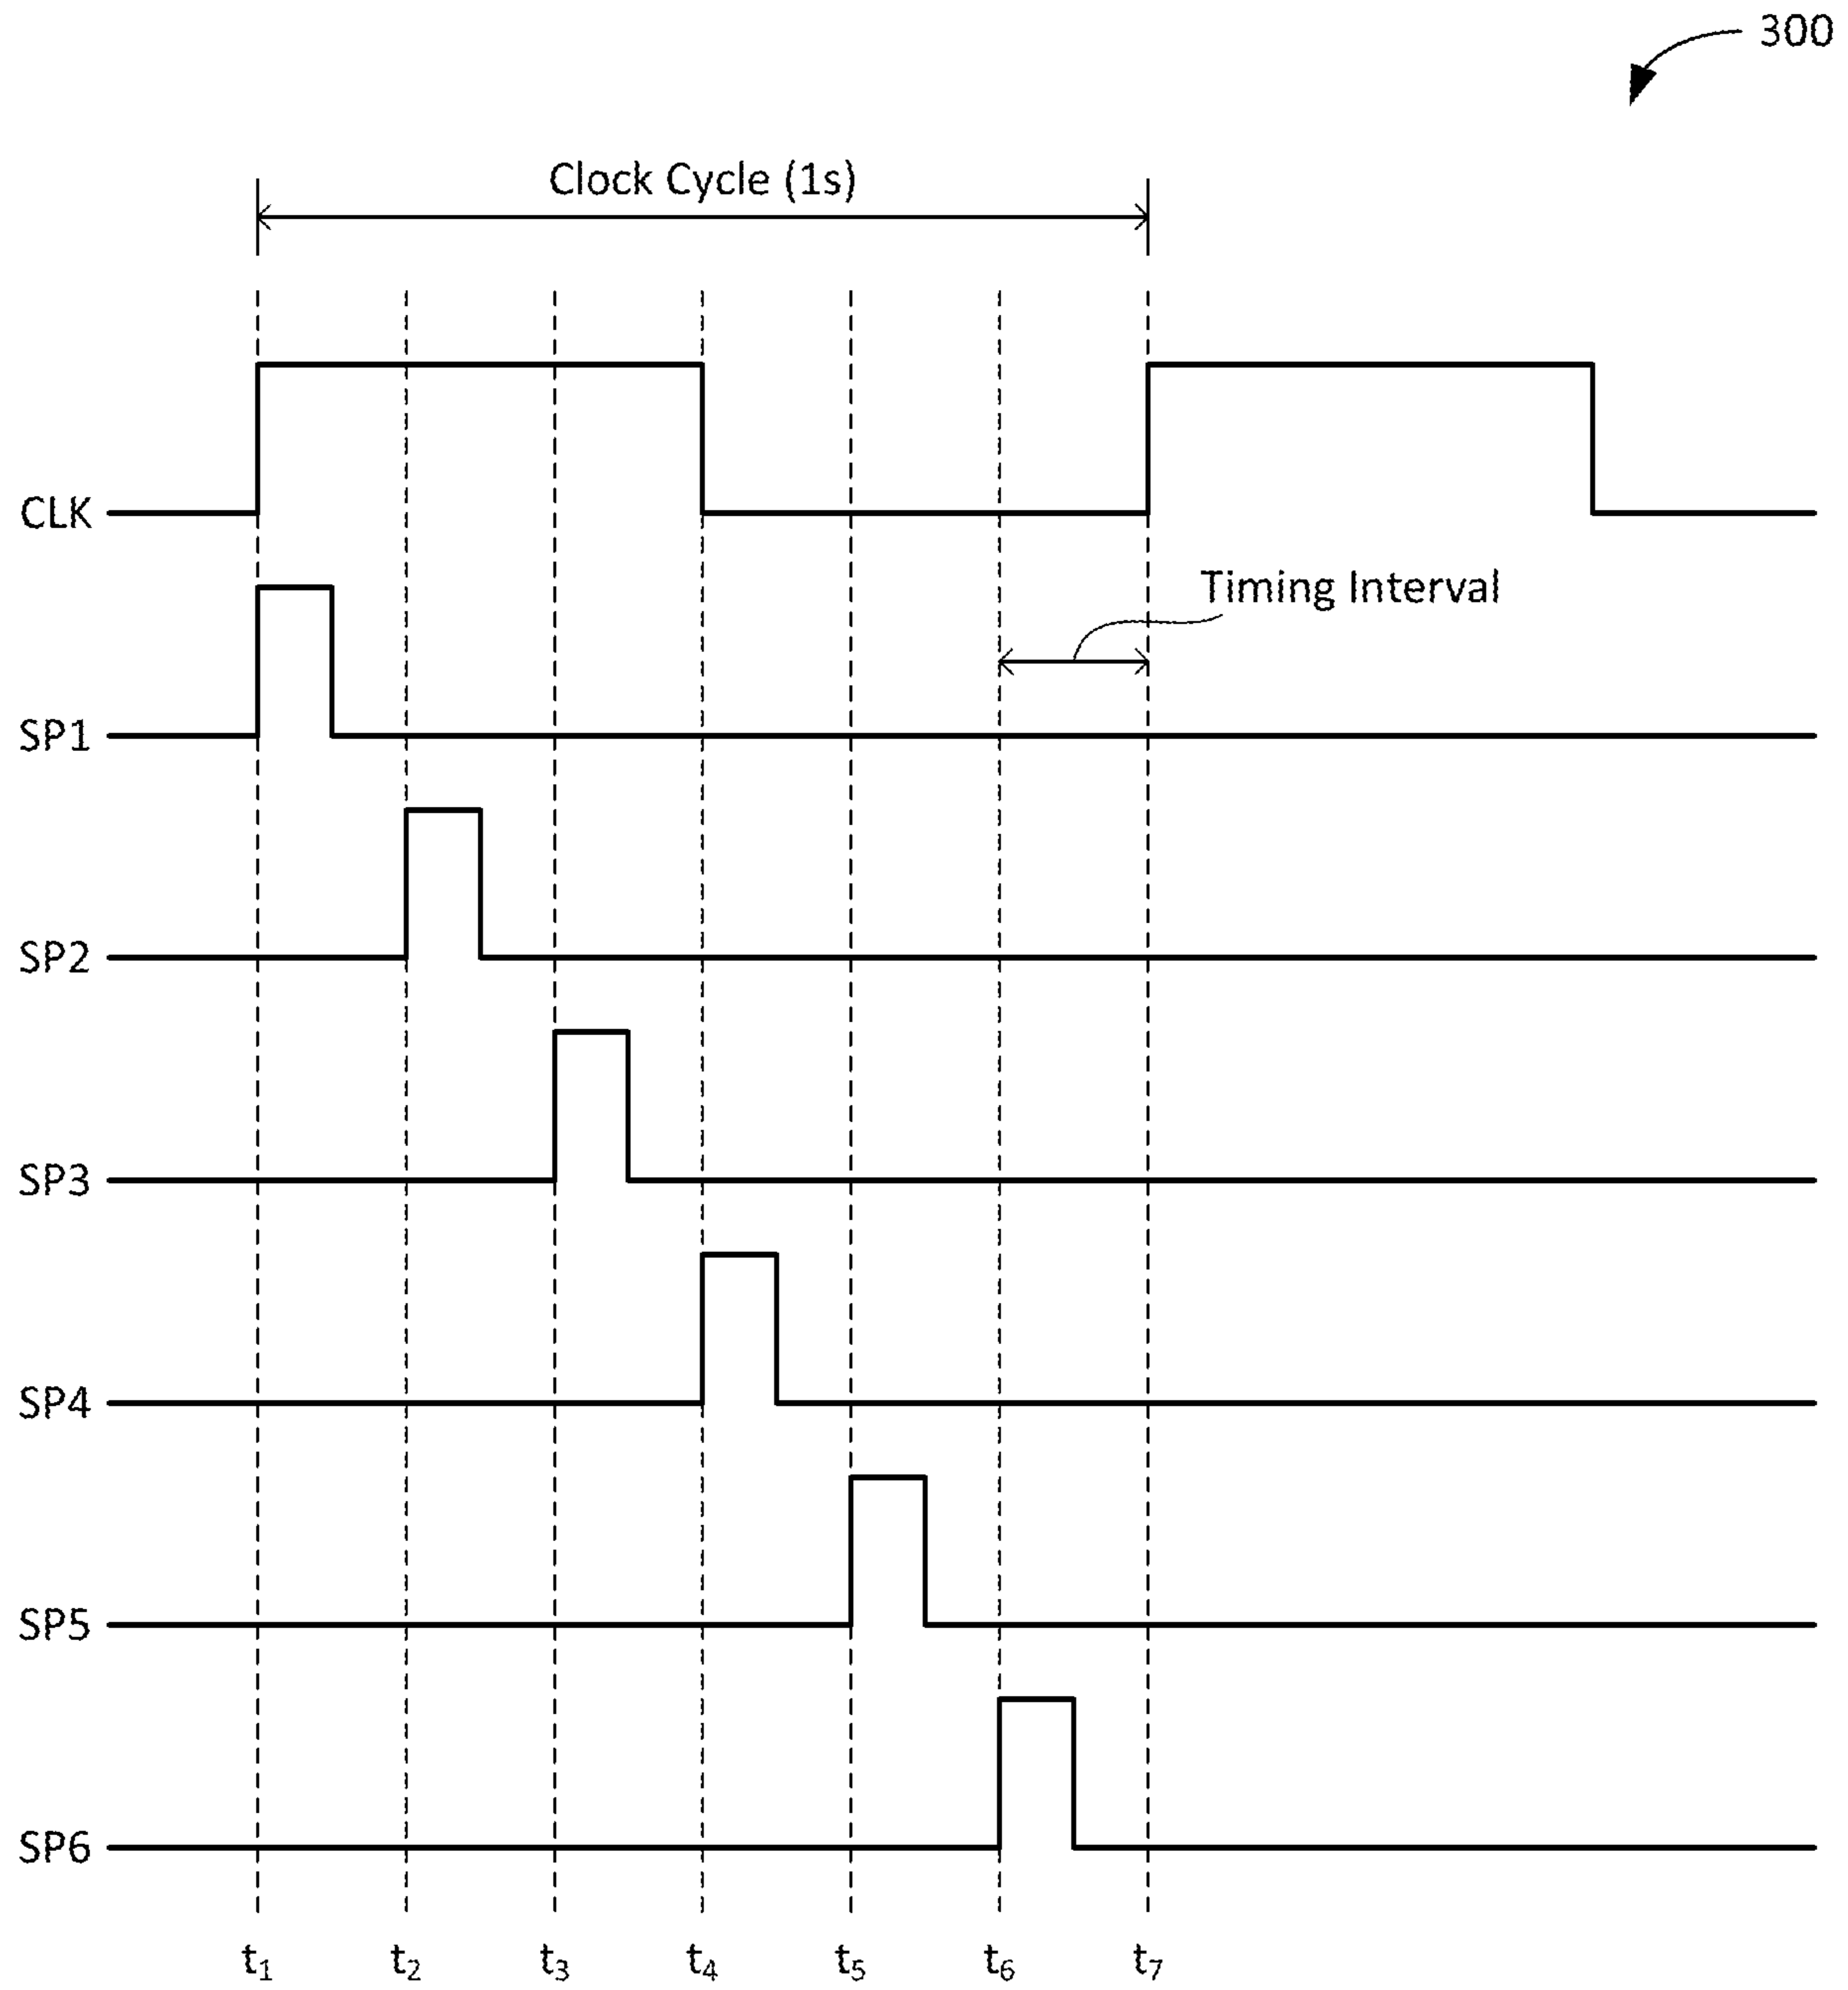 300
Clock Cycle (1s)
CLK
Timing Interval
SP1
SP2
SP3
SP4
SP5
SP6
t₁ t₂ t₃ t₄ t₅ t₆ t₇